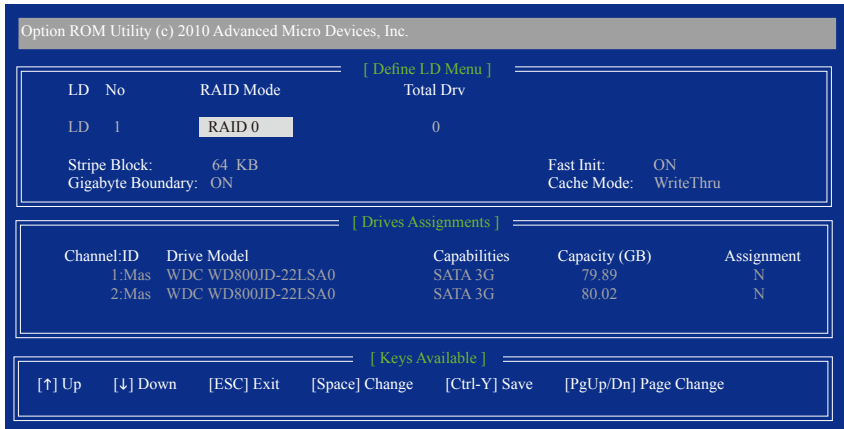 Option ROM Utility (c) 2010 Advanced Micro Devices, Inc.
[ Define LD Menu ]
LD No RAID Mode Total Drv
LD 1 RAID 0 0
Stripe Block: 64 KB Fast Init: ON
Gigabyte Boundary: ON Cache Mode: WriteThru
[ Drives Assignments ]
Channel:ID Drive Model Capabilities Capacity (GB) Assignment
1:Mas WDC WD800JD-22LSA0 SATA 3G 79.89 N
2:Mas WDC WD800JD-22LSA0 SATA 3G 80.02 N
[ Keys Available ]
[↑] Up [↓] Down [ESC] Exit [Space] Change [Ctrl-Y] Save [PgUp/Dn] Page Change